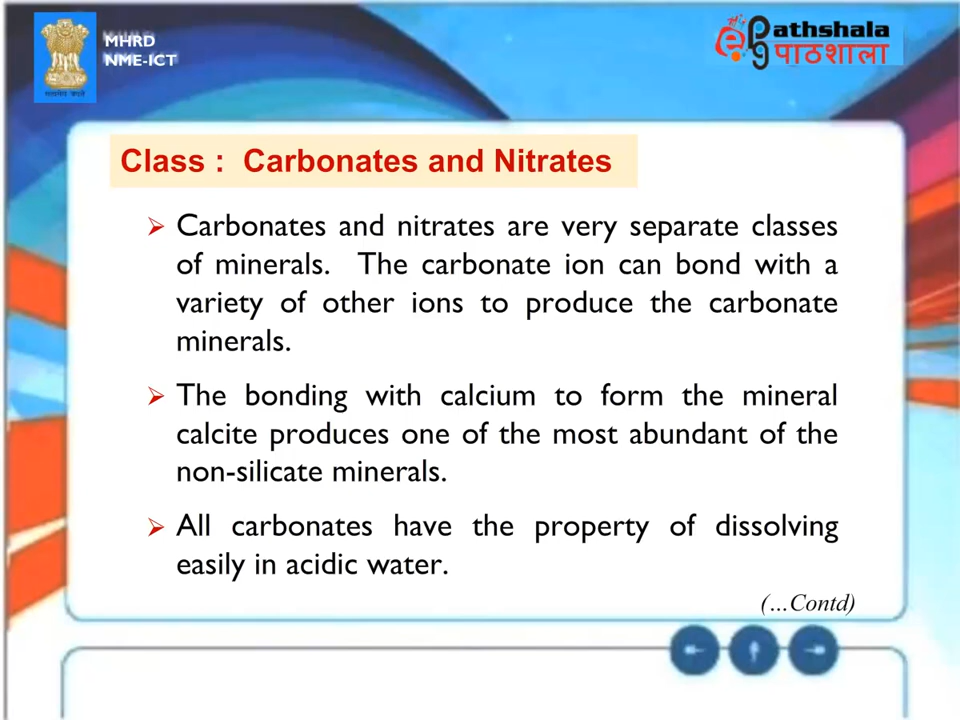 MHRD
NME-ICT
सत्यमेव जयते
athshala
पाठशाला
Class : Carbonates and Nitrates
Carbonates and nitrates are very separate classes
of minerals. The carbonate ion can bond with a
variety of other ions to produce the carbonate
minerals.
The bonding with calcium to form the mineral
calcite produces one of the most abundant of the
non-silicate minerals.
All carbonates have the property of dissolving
easily in acidic water.
(...Contd)